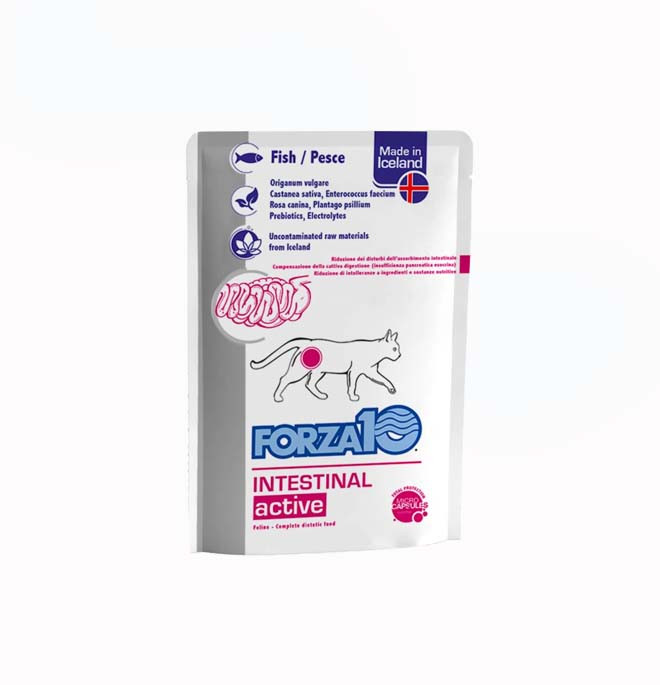 Fish / Pesce
Made in
Iceland
Origanum vulgare
Castanea sativa, Enterococcus faecium
Rosa canina, Plantago psillium
Prebiotics, Electrolytes
Uncontaminated raw materials
from Iceland
Riduzione dei disturbi dell'assorbimento intestinale
Compensazione della cattiva digestione (insufficienza pancreatica esocrina)
Riduzione di intolleranze a ingredienti e sostanze nutritive
FORZA10
INTESTINAL
active
Feline - Complete dietetic food
TOTAL PROTECTION
MICRO
CAPSULES